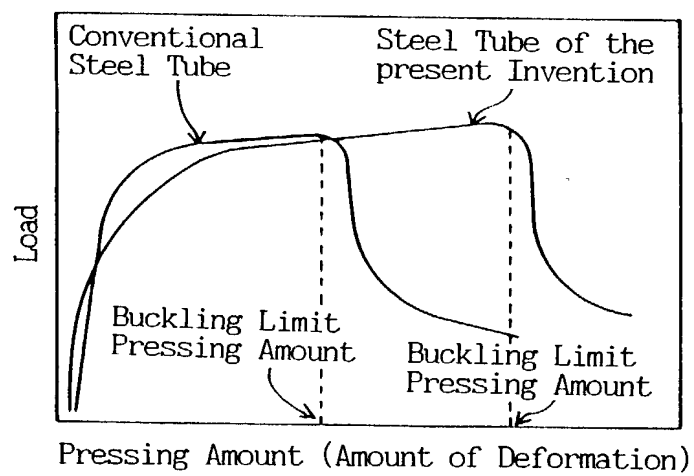 Conventional
Steel Tube
Steel Tube of the
present Invention
Load
Buckling Limit
Pressing Amount
Buckling Limit
Pressing Amount
Pressing Amount (Amount of Deformation)